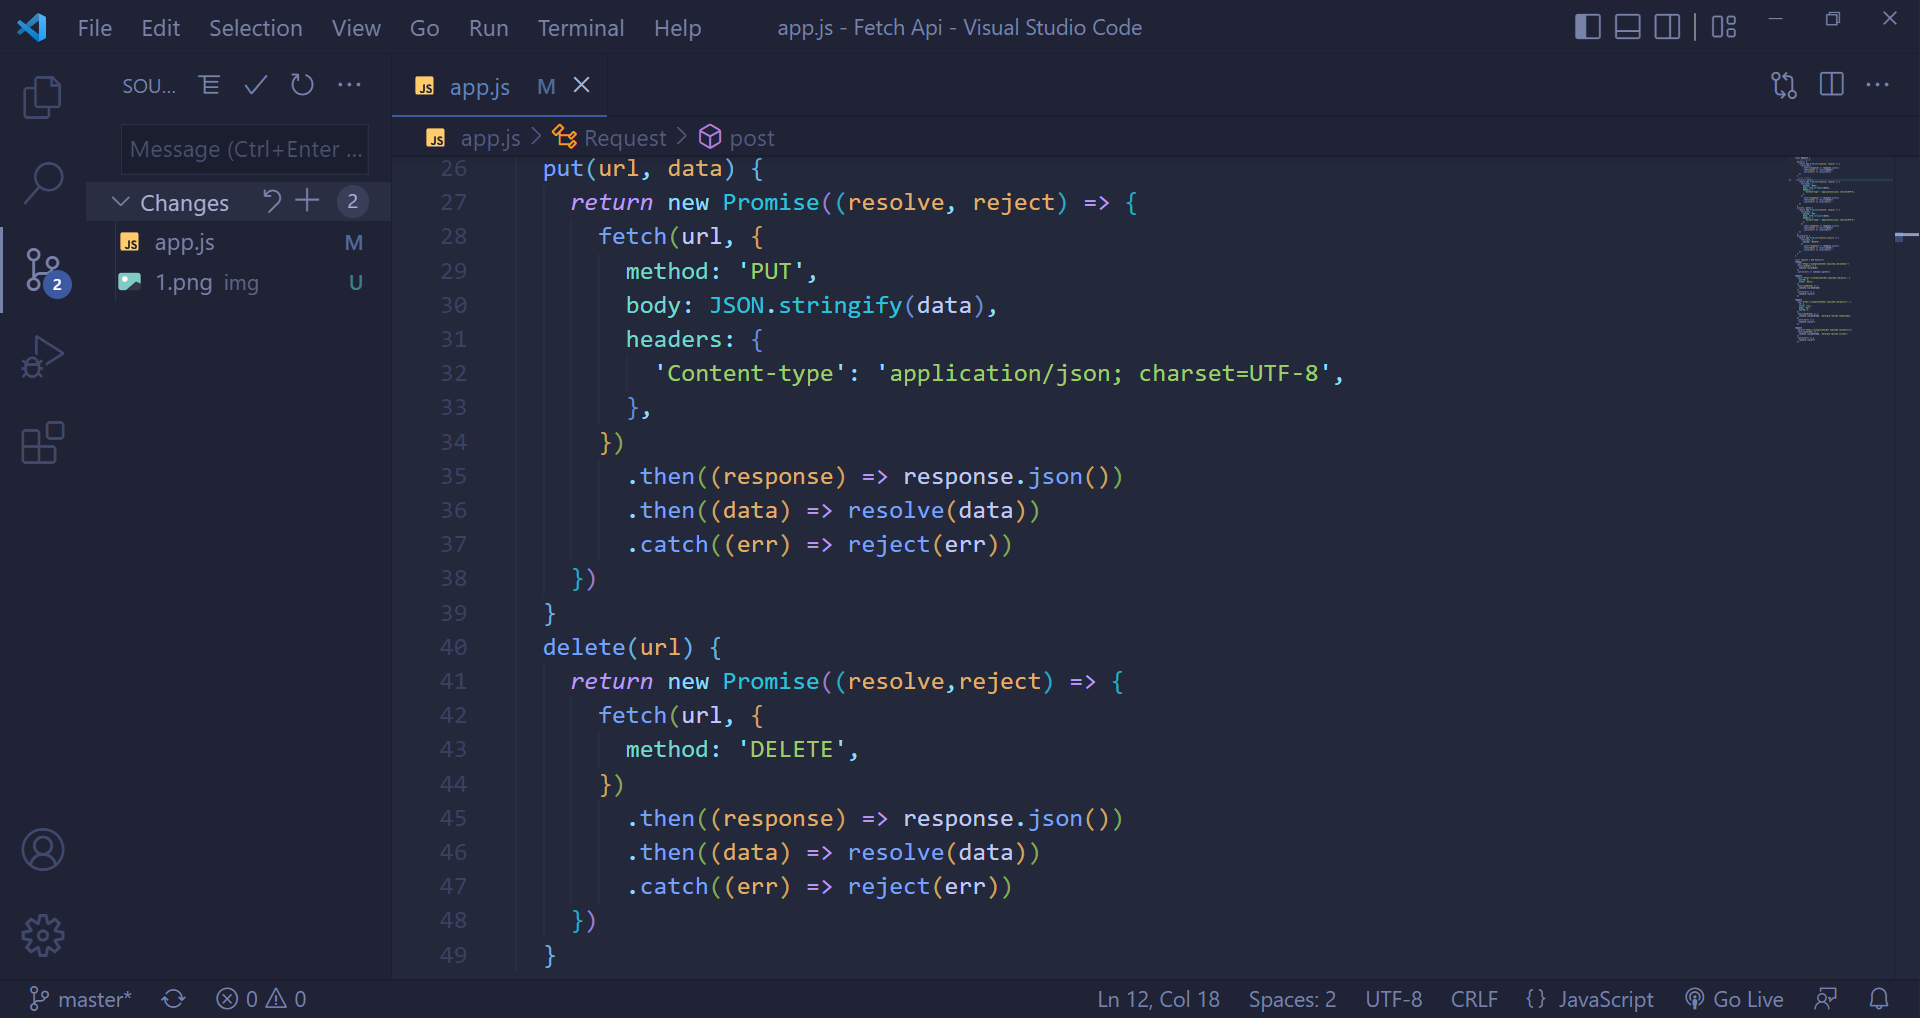 File Edit Selection View Go Run Terminal Help app.js - Fetch Api - Visual Studio Code
SOU...
Message (Ctrl+Enter ...
Changes 2
app.js M
1.png img U
2
app.js M
app.js > Request > post
26 put(url, data) {
27 return new Promise((resolve, reject) => {
28 fetch(url, {
29 method: 'PUT',
30 body: JSON.stringify(data),
31 headers: {
32 'Content-type': 'application/json; charset=UTF-8',
33 },
34 })
35 .then((response) => response.json())
36 .then((data) => resolve(data))
37 .catch((err) => reject(err))
38 })
39 }
40 delete(url) {
41 return new Promise((resolve,reject) => {
42 fetch(url, {
43 method: 'DELETE',
44 })
45 .then((response) => response.json())
46 .then((data) => resolve(data))
47 .catch((err) => reject(err))
48 })
49 }
master* 0 0 Ln 12, Col 18 Spaces: 2 UTF-8 CRLF {} JavaScript Go Live